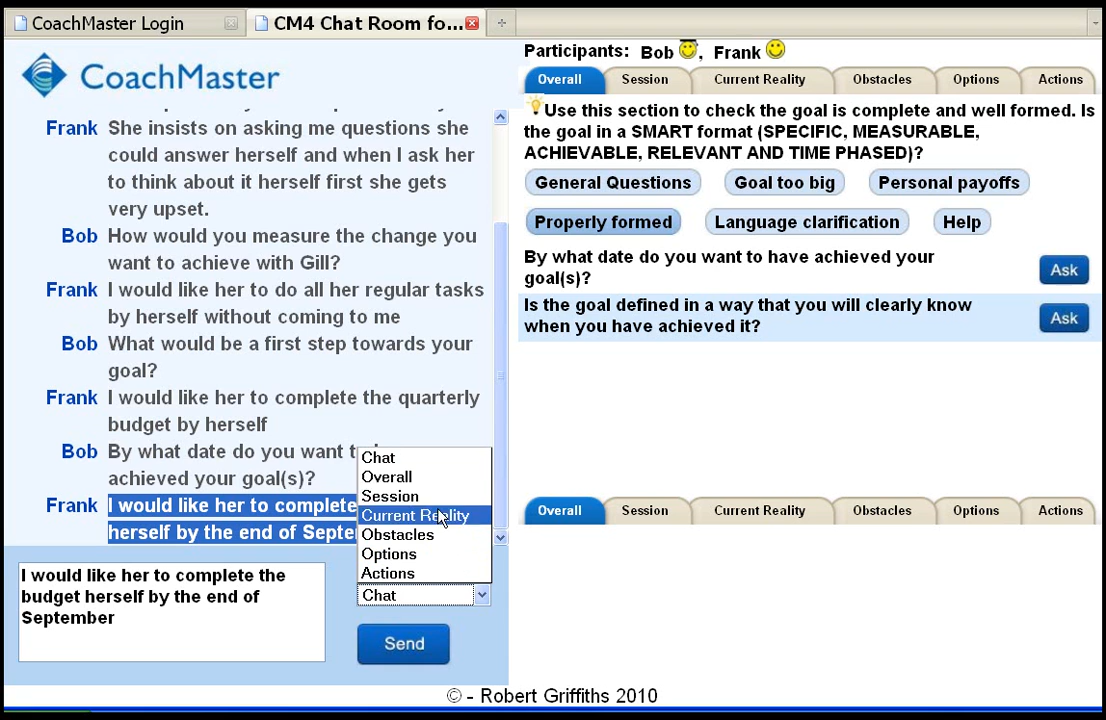 CoachMaster Login
CM4 Chat Room fo...
CoachMaster
Frank She insists on asking me questions she
could answer herself and when I ask her
to think about it herself first she gets
very upset.
Bob How would you measure the change you
want to achieve with Gill?
Frank I would like her to do all her regular tasks
by herself without coming to me
Bob What would be a first step towards your
goal?
Frank I would like her to complete the quarterly
budget by herself
Bob By what date do you want
achieved your goal(s)?
Frank I would like her to complete
herself by the end of Septe
Chat
Overall
Session
Current Reality
Obstacles
Options
Actions
Chat
I would like her to complete the
budget herself by the end of
September
Send
Participants: Bob , Frank
Overall Session Current Reality Obstacles Options Actions
Use this section to check the goal is complete and well formed. Is
the goal in a SMART format (SPECIFIC, MEASURABLE,
ACHIEVABLE, RELEVANT AND TIME PHASED)?
General Questions Goal too big Personal payoffs
Properly formed Language clarification Help
By what date do you want to have achieved your
goal(s)?
Ask
Is the goal defined in a way that you will clearly know
when you have achieved it?
Ask
Overall Session Current Reality Obstacles Options Actions
© - Robert Griffiths 2010